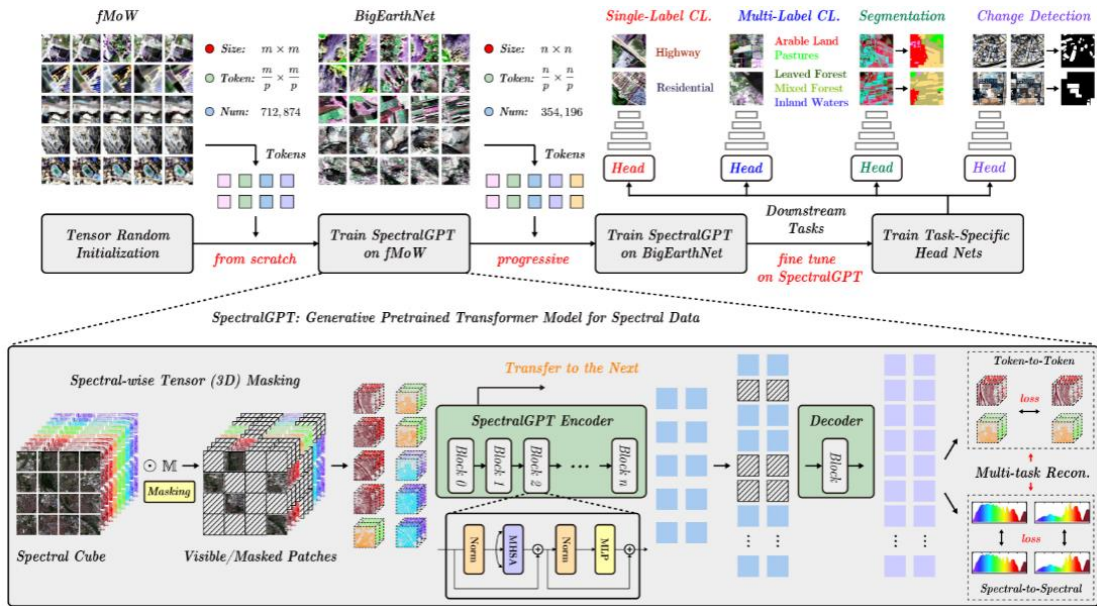 fMoW
BigEarthNet
Single-Label CL.
Multi-Label CL.
Segmentation
Change Detection
Size: m × m
Token: m/p × m/p
Num: 712,874
Tokens
Size: n × n
Token: n/p × n/p
Num: 354,196
Tokens
Highway
Residential
Arable Land
Pastures
Leaved Forest
Mixed Forest
Inland Waters
Head
Head
Head
Head
Tensor Random
Initialization
from scratch
Train SpectralGPT
on fMoW
progressive
Train SpectralGPT
on BigEarthNet
Downstream
Tasks
fine tune
on SpectralGPT
Train Task-Specific
Head Nets
SpectralGPT: Generative Pretrained Transformer Model for Spectral Data
Spectral-wise Tensor (3D) Masking
Spectral Cube
⊙ 𝕄
Masking
Visible/Masked Patches
Transfer to the Next
SpectralGPT Encoder
Block 0
Block 1
Block 2
...
Block n
Norm
MHSA
Norm
MLP
Decoder
Block
Token-to-Token
loss
Multi-task Recon.
loss
Spectral-to-Spectral